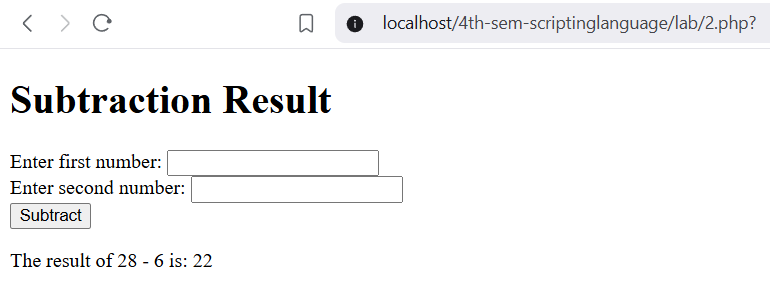 localhost/4th-sem-scriptinglanguage/lab/2.php?
Subtraction Result
Enter first number:
Enter second number:
Subtract
The result of 28 - 6 is: 22